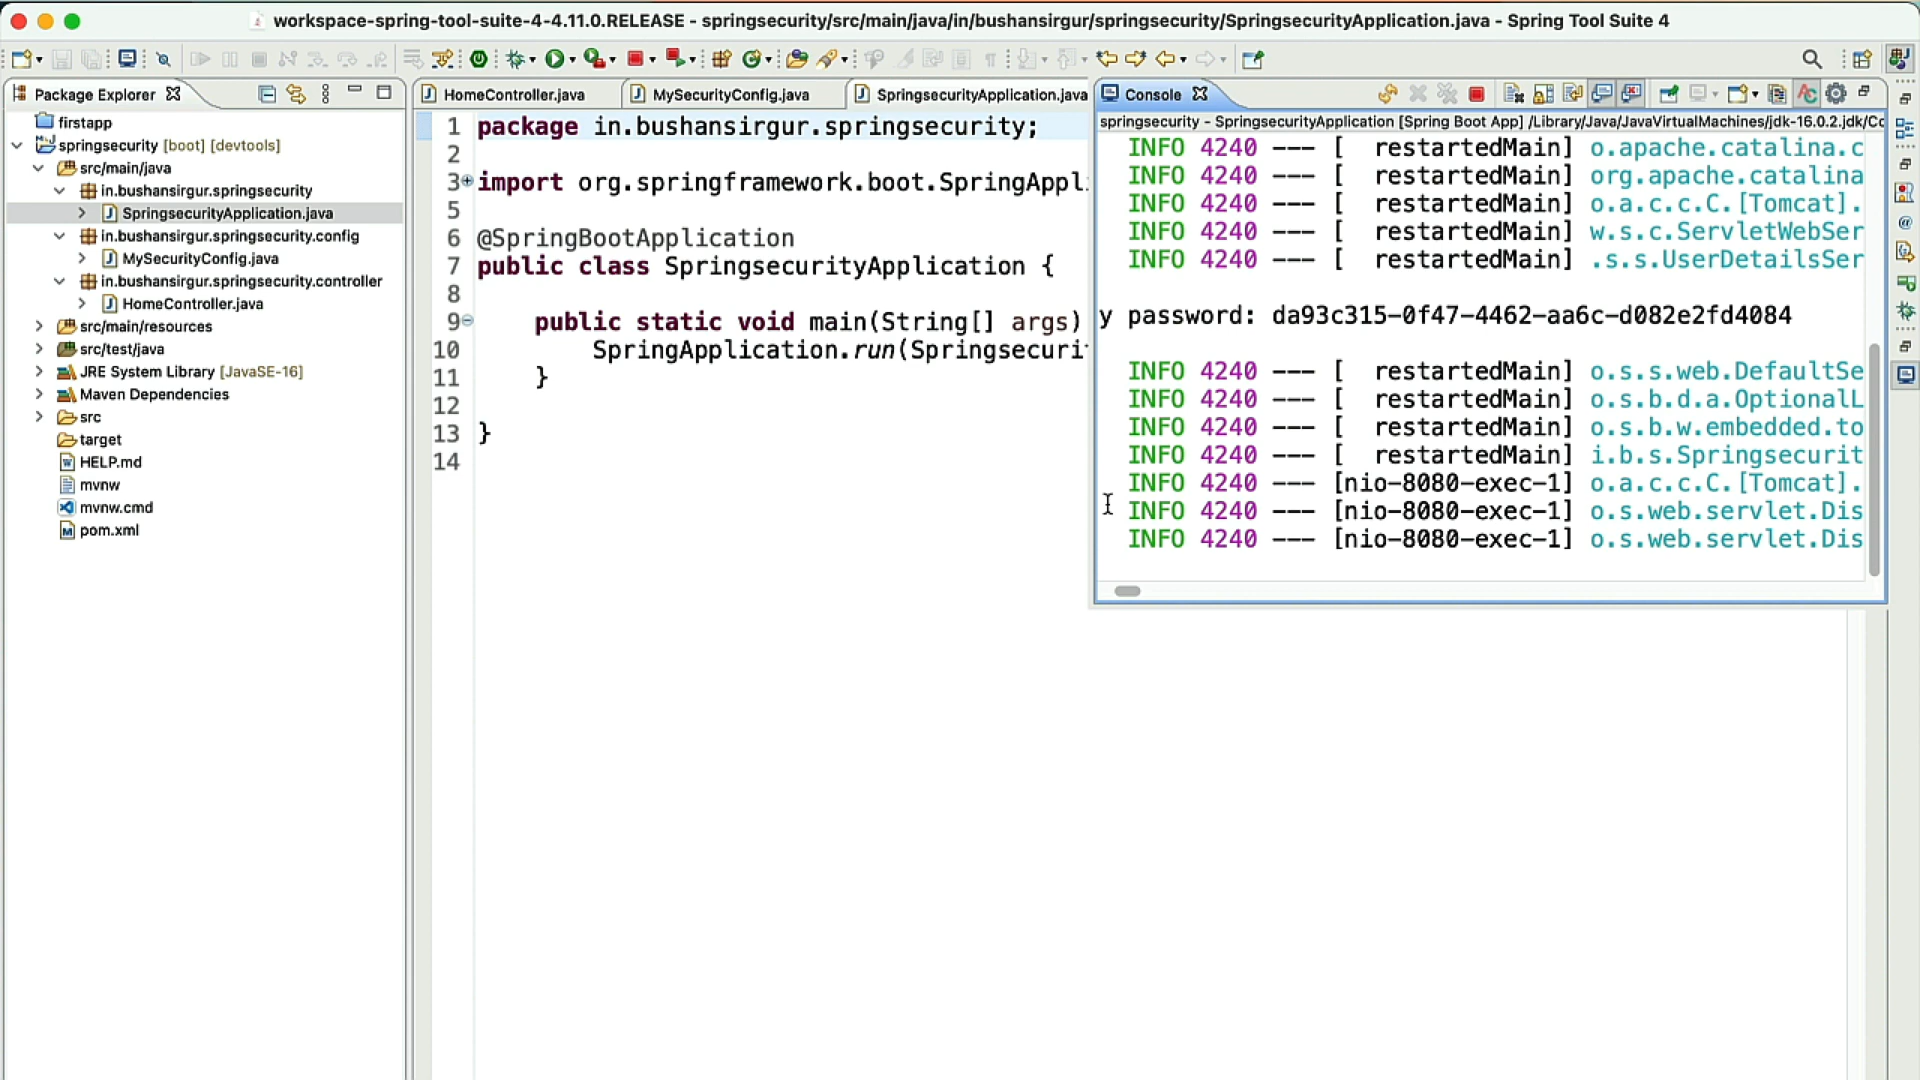 workspace-spring-tool-suite-4-4.11.0.RELEASE - springsecurity/src/main/java/in/bushansirgur/springsecurity/SpringsecurityApplication.java - Spring Tool Suite 4
Package Explorer
firstapp
springsecurity [boot] [devtools]
src/main/java
in.bushansirgur.springsecurity
SpringsecurityApplication.java
in.bushansirgur.springsecurity.config
MySecurityConfig.java
in.bushansirgur.springsecurity.controller
HomeController.java
src/main/resources
src/test/java
JRE System Library [JavaSE-16]
Maven Dependencies
src
target
HELP.md
mvnw
mvnw.cmd
pom.xml
HomeController.java
MySecurityConfig.java
SpringsecurityApplication.java
1 package in.bushansirgur.springsecurity;
2
3 import org.springframework.boot.SpringAppl
5
6 @SpringBootApplication
7 public class SpringsecurityApplication {
8
9 public static void main(String[] args)
10 SpringApplication.run(Springsecuri
11 }
12
13 }
14
Console
springsecurity - SpringsecurityApplication [Spring Boot App] /Library/Java/JavaVirtualMachines/jdk-16.0.2.jdk/Co
INFO 4240 --- [ restartedMain] o.apache.catalina.c
INFO 4240 --- [ restartedMain] org.apache.catalina
INFO 4240 --- [ restartedMain] o.a.c.c.C.[Tomcat].
INFO 4240 --- [ restartedMain] w.s.c.ServletWebSer
INFO 4240 --- [ restartedMain] .s.s.UserDetailsSer
y password: da93c315-0f47-4462-aa6c-d082e2fd4084
INFO 4240 --- [ restartedMain] o.s.s.web.DefaultSe
INFO 4240 --- [ restartedMain] o.s.b.d.a.OptionalL
INFO 4240 --- [ restartedMain] o.s.b.w.embedded.to
INFO 4240 --- [ restartedMain] i.b.s.Springsecurit
INFO 4240 --- [nio-8080-exec-1] o.a.c.c.C.[Tomcat].
INFO 4240 --- [nio-8080-exec-1] o.s.web.servlet.Dis
INFO 4240 --- [nio-8080-exec-1] o.s.web.servlet.Dis